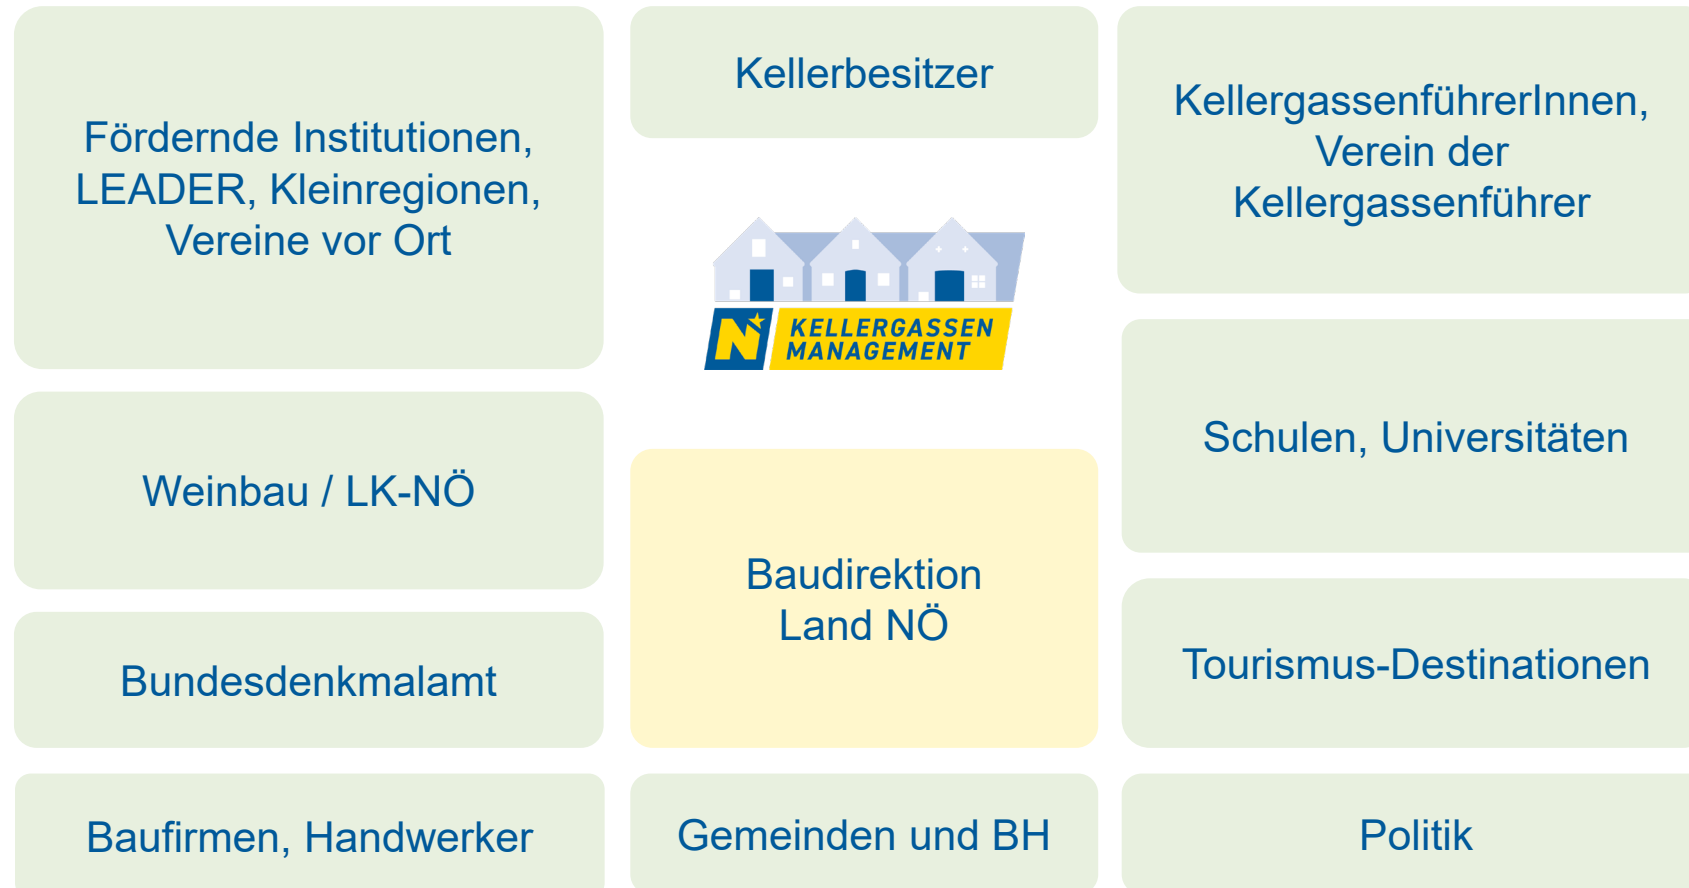 Fördernde Institutionen,
LEADER, Kleinregionen,
Vereine vor Ort
Kellerbesitzer
KellergassenführerInnen,
Verein der
Kellergassenführer
N KELLERGASSEN
MANAGEMENT
Weinbau / LK-NÖ
Schulen, Universitäten
Baudirektion
Land NÖ
Bundesdenkmalamt
Tourismus-Destinationen
Baufirmen, Handwerker
Gemeinden und BH
Politik